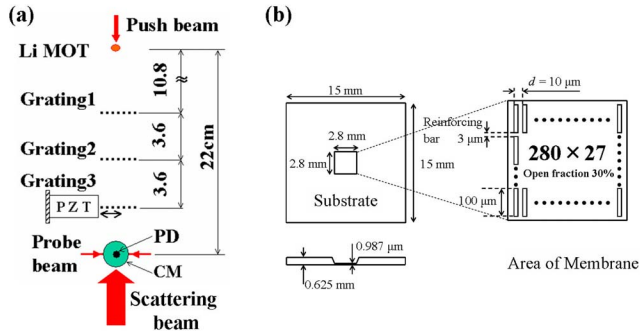 (a)
Push beam
Li MOT
10.8
Grating1
3.6
Grating2
22cm
Grating3
3.6
PZT
Probe beam
PD
CM
Scattering beam
(b)
15 mm
2.8 mm
2.8 mm
15 mm
Substrate
0.987 μm
0.625 mm
d = 10 μm
Reinforcing bar
3 μm
280 × 27
Open fraction 30%
100 μm
Area of Membrane